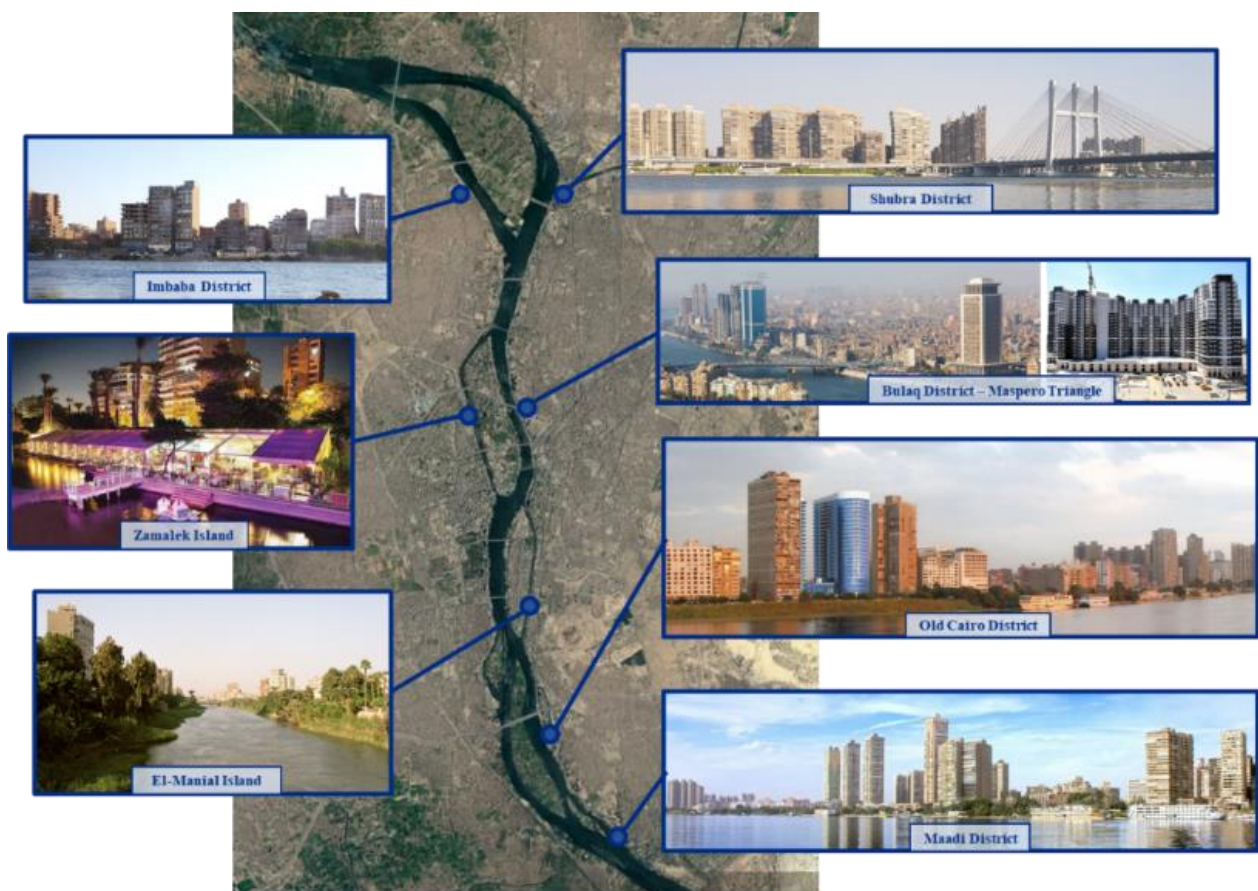 Shubra District
Imbaba District
Bulaq District – Maspero Triangle
Zamalek Island
Old Cairo District
El-Manial Island
Maadi District